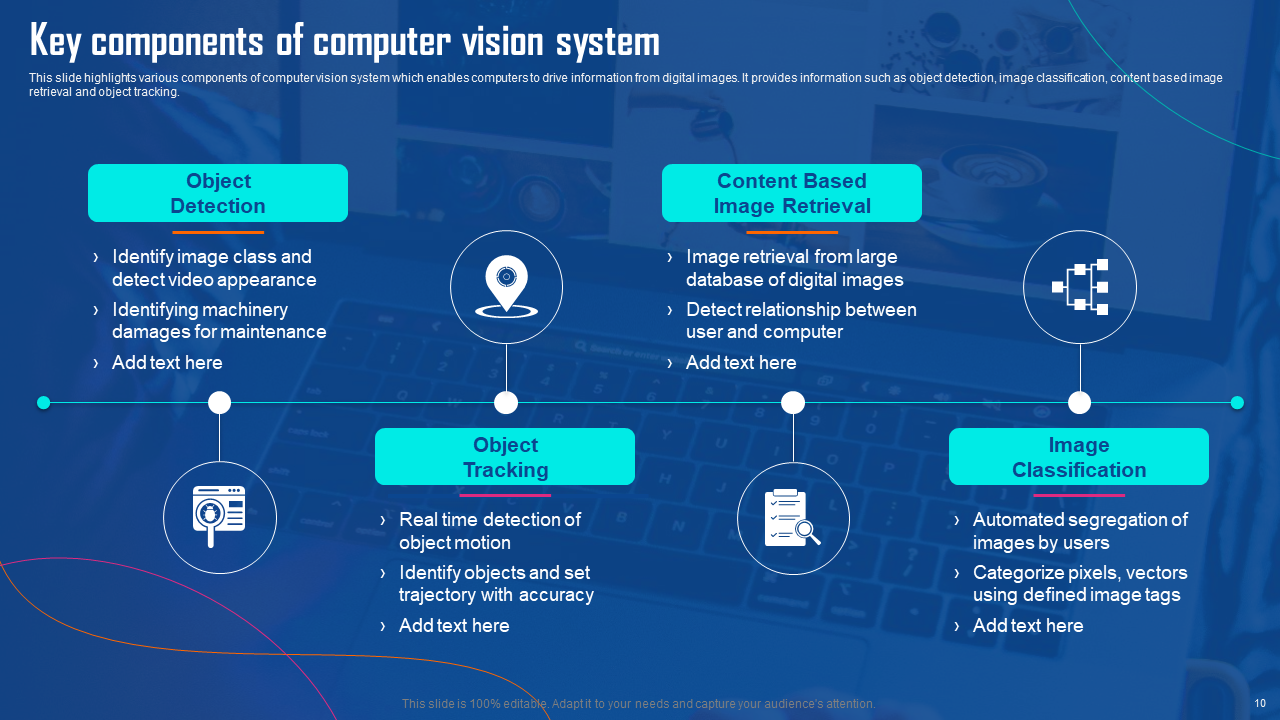 Key components of computer vision system
This slide highlights various components of computer vision system which enables computers to drive information from digital images. It provides information such as object detection, image classification, content based image
retrieval and object tracking.
Object
Detection
› Identify image class and
detect video appearance
› Identifying machinery
damages for maintenance
› Add text here
Object
Tracking
› Real time detection of
object motion
› Identify objects and set
trajectory with accuracy
› Add text here
Content Based
Image Retrieval
› Image retrieval from large
database of digital images
› Detect relationship between
user and computer
› Add text here
Image
Classification
› Automated segregation of
images by users
› Categorize pixels, vectors
using defined image tags
› Add text here
This slide is 100% editable. Adapt it to your needs and capture your audience's attention.
10